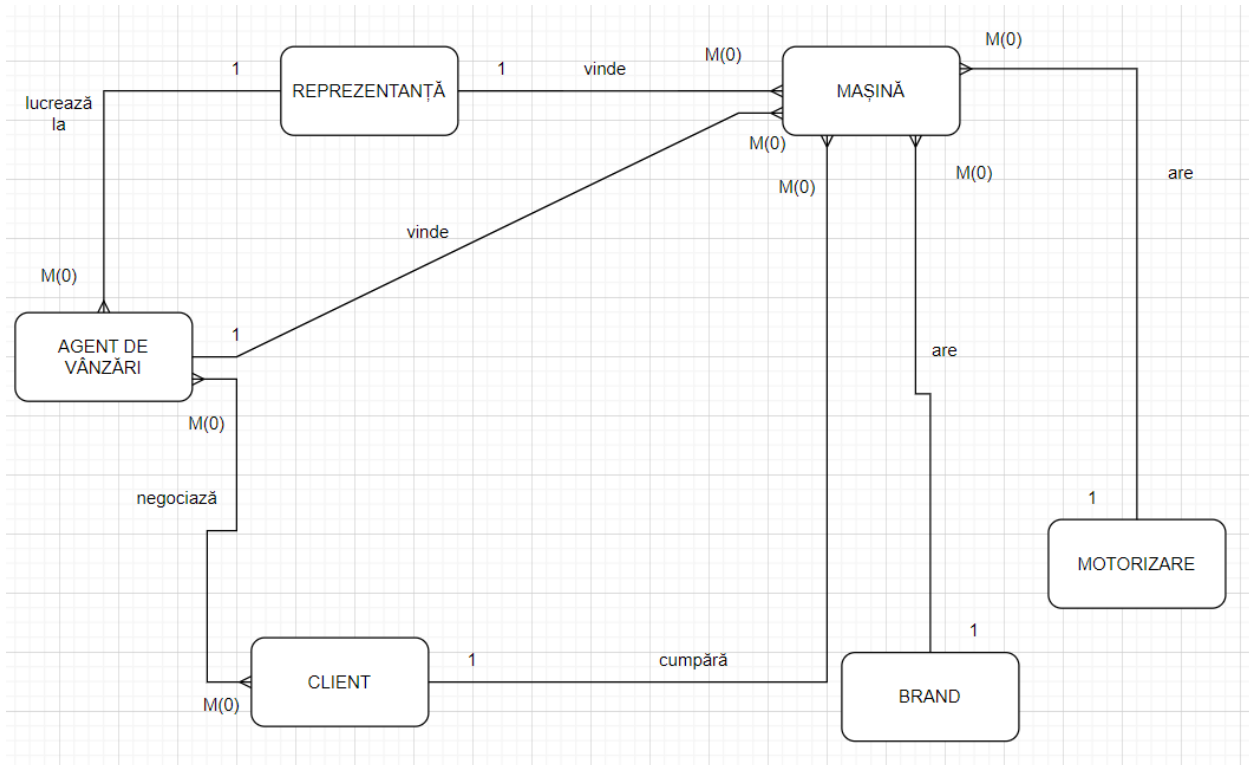 M(0)
1
REPREZENTANȚĂ
1
vinde
M(0)
MAȘINĂ
lucrează
la
M(0)
M(0)
M(0)
are
vinde
M(0)
1
AGENT DE
VÂNZĂRI
are
M(0)
negociază
1
MOTORIZARE
1
cumpără
1
CLIENT
M(0)
BRAND